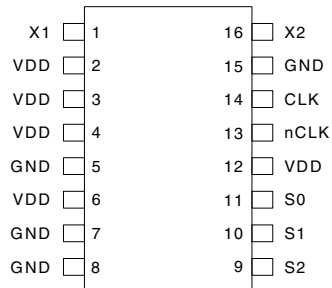 X1 1 16 X2
VDD 2 15 GND
VDD 3 14 CLK
VDD 4 13 nCLK
GND 5 12 VDD
VDD 6 11 S0
GND 7 10 S1
GND 8 9 S2